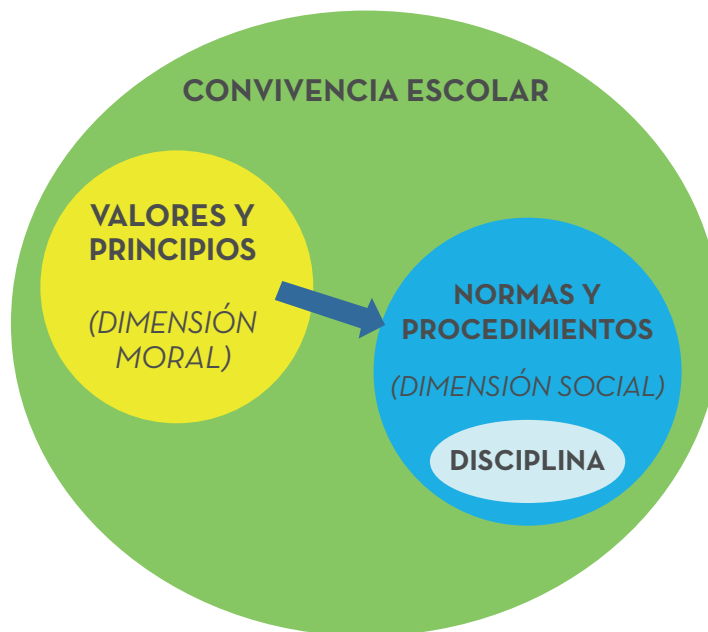 CONVIVENCIA ESCOLAR
VALORES Y
PRINCIPIOS
(DIMENSIÓN
MORAL)
NORMAS Y
PROCEDIMIENTOS
(DIMENSIÓN SOCIAL)
DISCIPLINA